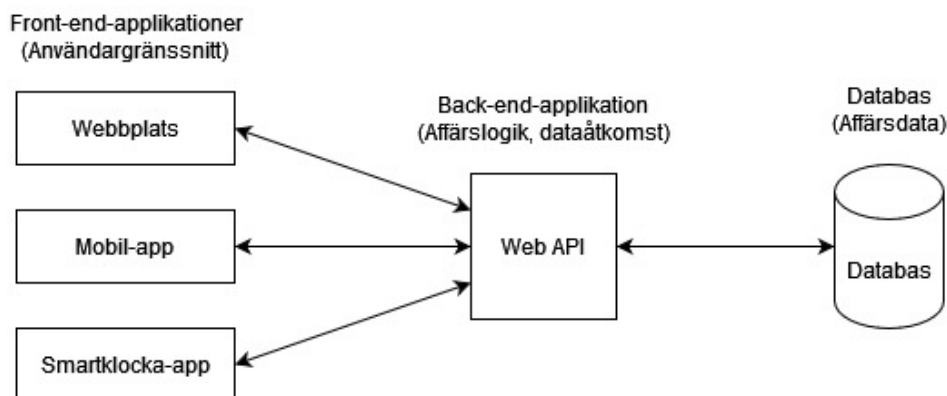 Front-end-applikationer
(Användargränssnitt)
Webbplats
Mobil-app
Smartklocka-app
Back-end-applikation
(Affärslogik, dataåtkomst)
Web API
Databas
(Affärsdata)
Databas